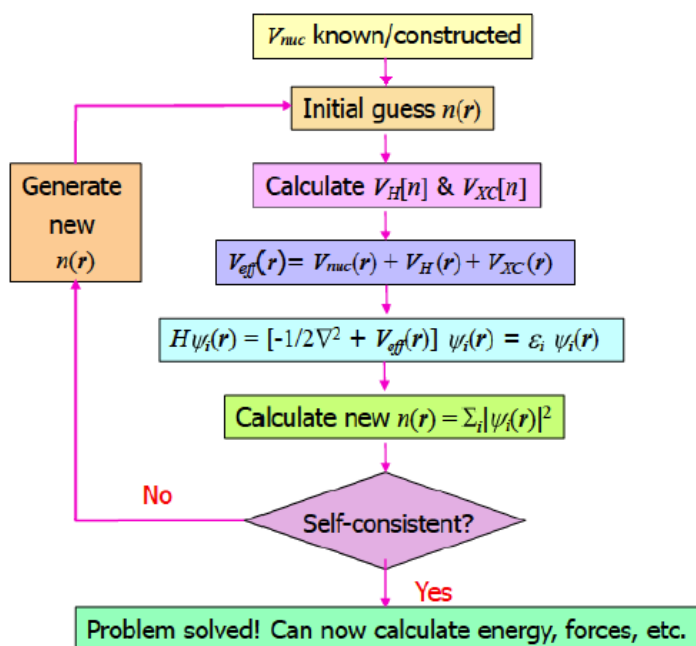 V_nuc known/constructed
Initial guess n(r)
Generate
new
n(r)
Calculate V_H[n] & V_XC[n]
V_eff(r)= V_nuc(r) + V_H(r) + V_XC(r)
Hψ_i(r) = [-1/2∇² + V_eff(r)] ψ_i(r) = ε_i ψ_i(r)
Calculate new n(r) = Σ_i|ψ_i(r)|²
No
Self-consistent?
Yes
Problem solved! Can now calculate energy, forces, etc.